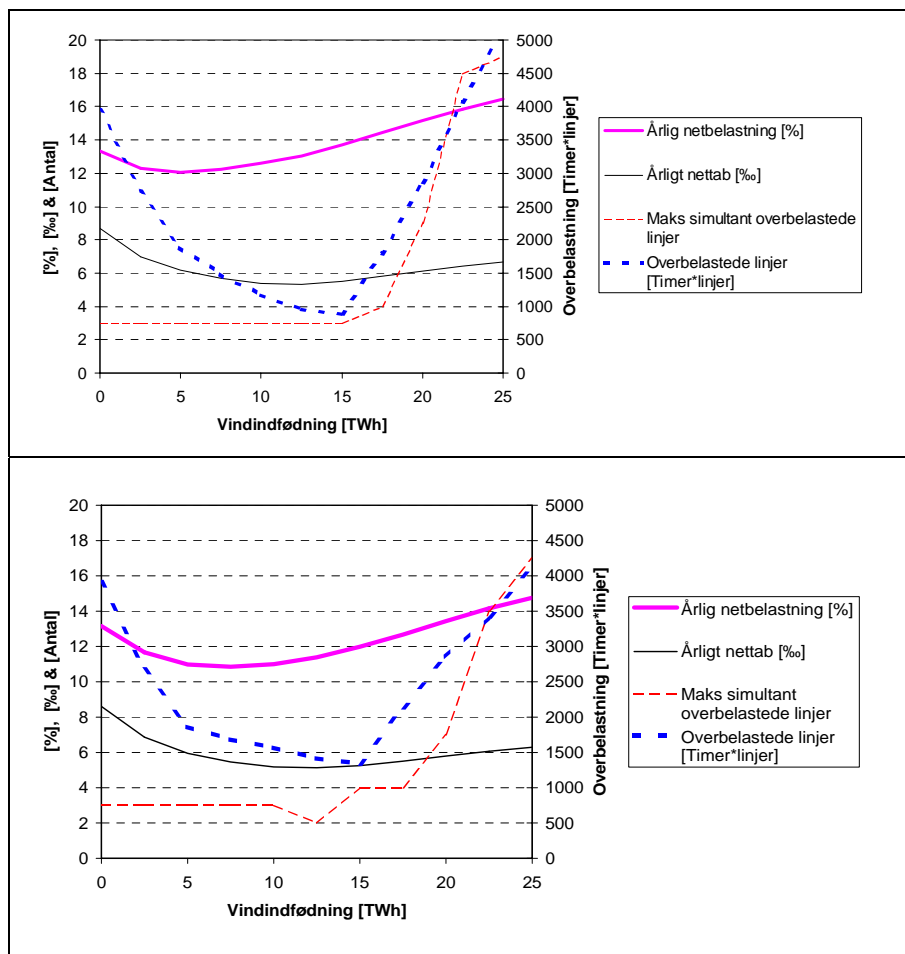 20
18
16
14
12
10
8
6
4
2
0
[%], [‰] & [Antal]
5000
4500
4000
3500
3000
2500
2000
1500
1000
500
0
Overbelastning [Timer*linjer]
0 5 10 15 20 25
Vindindfødning [TWh]
Årlig netbelastning [%]
Årligt nettab [‰]
Maks simultant overbelastede
linjer
Overbelastede linjer
[Timer*linjer]
20
18
16
14
12
10
8
6
4
2
0
[%], [‰] & [Antal]
5000
4500
4000
3500
3000
2500
2000
1500
1000
500
0
Overbelastning [Timer*linjer]
0 5 10 15 20 25
Vindindfødning [TWh]
Årlig netbelastning [%]
Årligt nettab [‰]
Maks simultant
overbelastede linjer
Overbelastede linjer
[Timer*linjer]